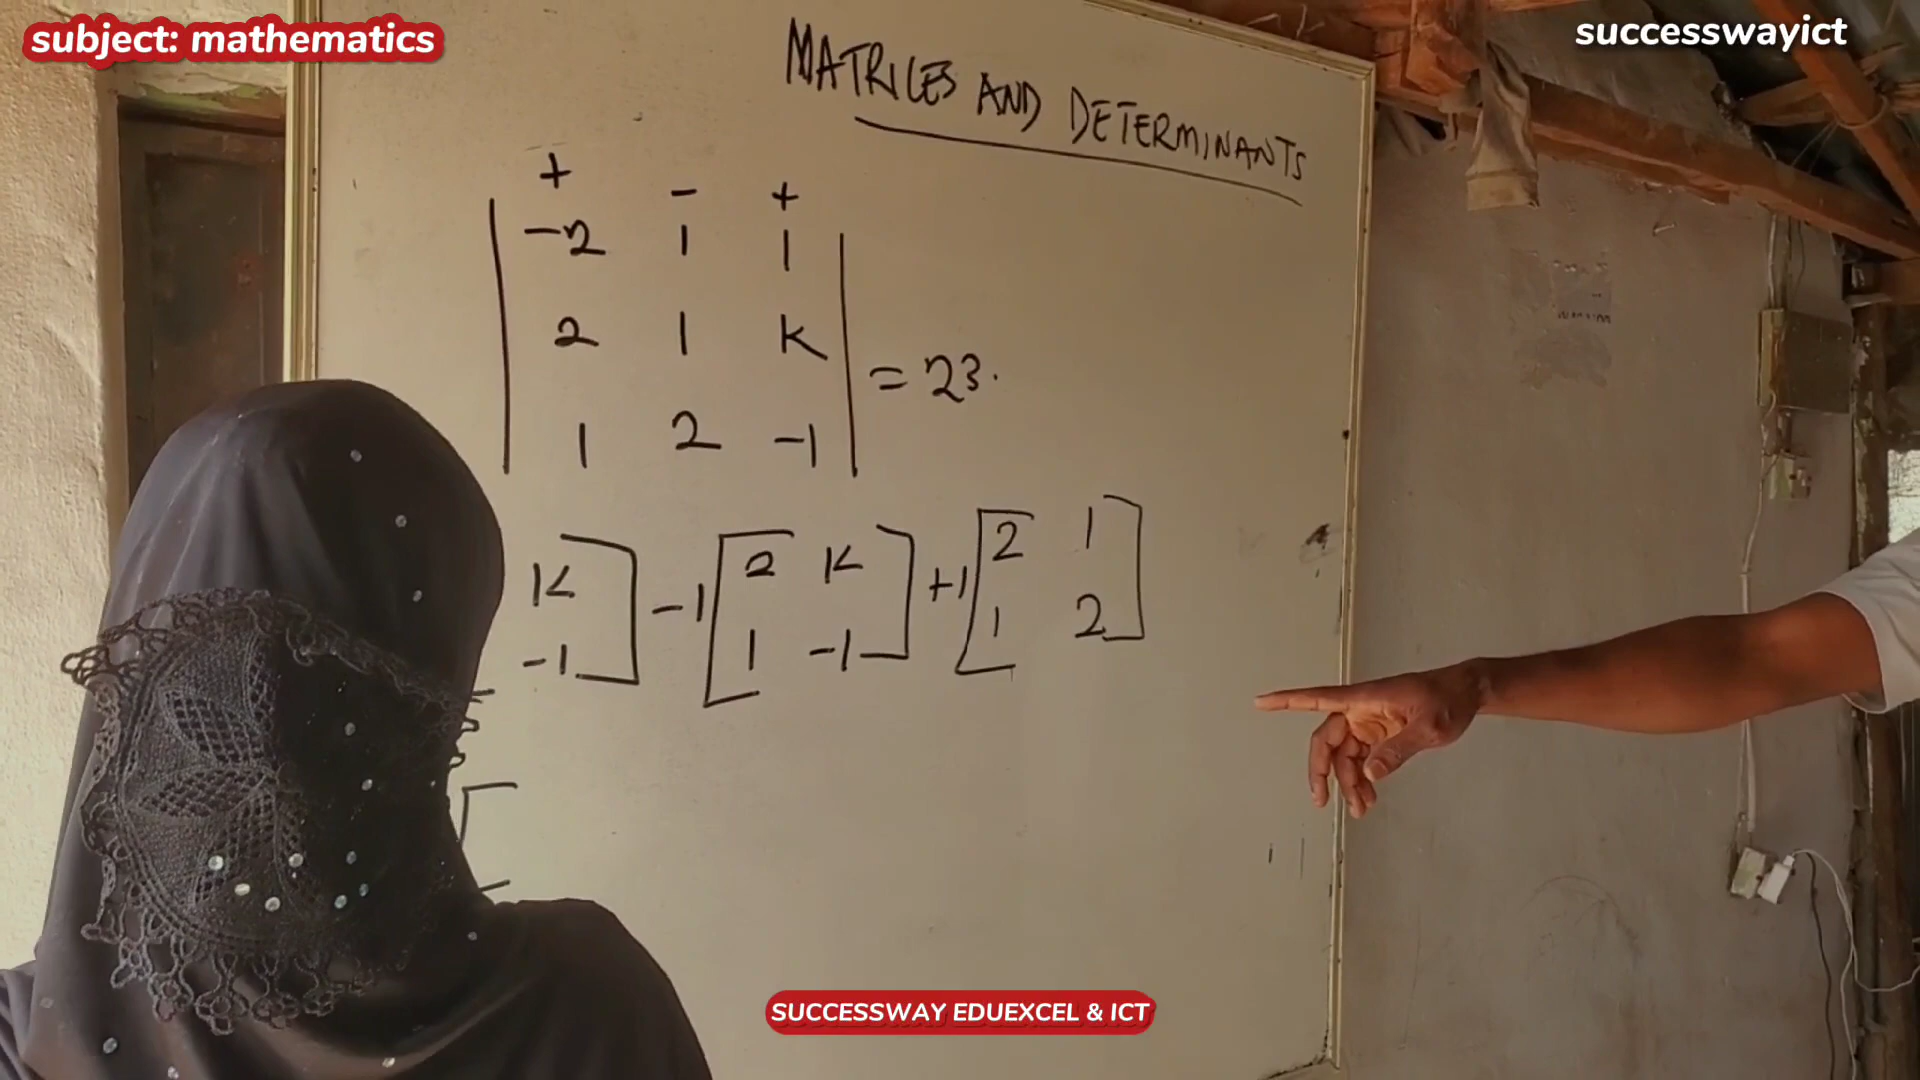 subject: mathematics
successwayict
MATRICES AND DETERMINANTS
+ - +
-2 1 1
2 1 K
= 23.
1 2 -1
K -1 2 K +1 2 1
-1 1 -1 1 2
SUCCESSWAY EDUEXCEL & ICT